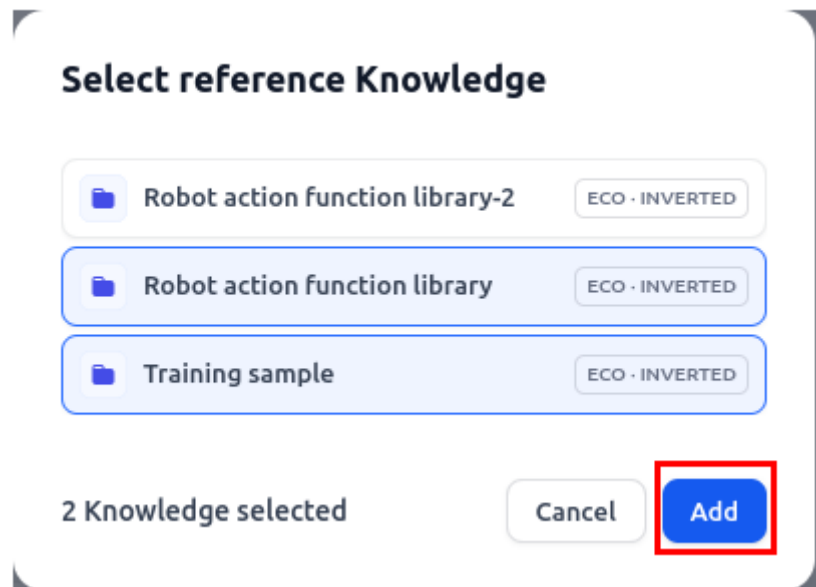 Select reference Knowledge
Robot action function library-2 ECO · INVERTED
Robot action function library ECO · INVERTED
Training sample ECO · INVERTED
2 Knowledge selected Cancel Add